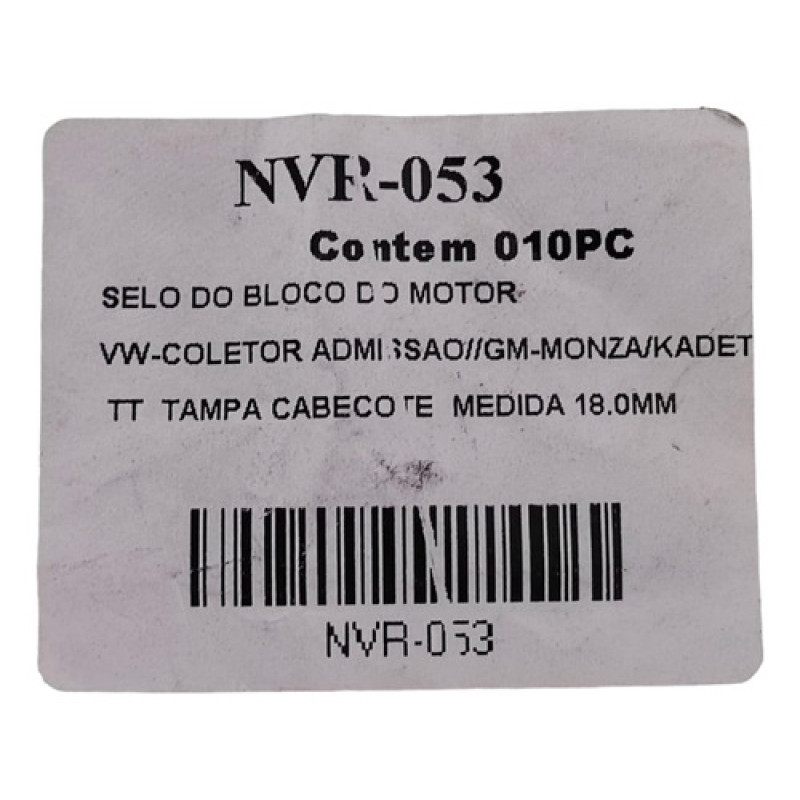 NVR-053
Contem 010PC
SELO DO BLOCO DO MOTOR
VW-COLETOR ADMISSAO//GM-MONZA/KADET
TT TAMPA CABECOTE MEDIDA 18.0MM
NVR-053